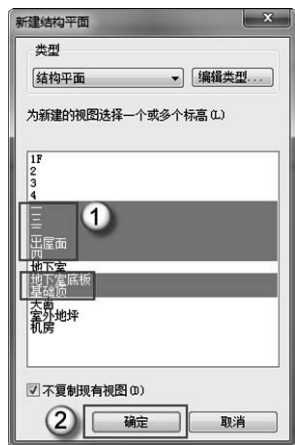 新建结构平面
类型
结构平面
编辑类型...
为新建的视图选择一个或多个标高(L)
1F
2
3
4
一
二
三
出屋面
四
地下室
地下室底板
基础顶
天面
室外地坪
机房
①
不复制现有视图(D)
②
确定
取消